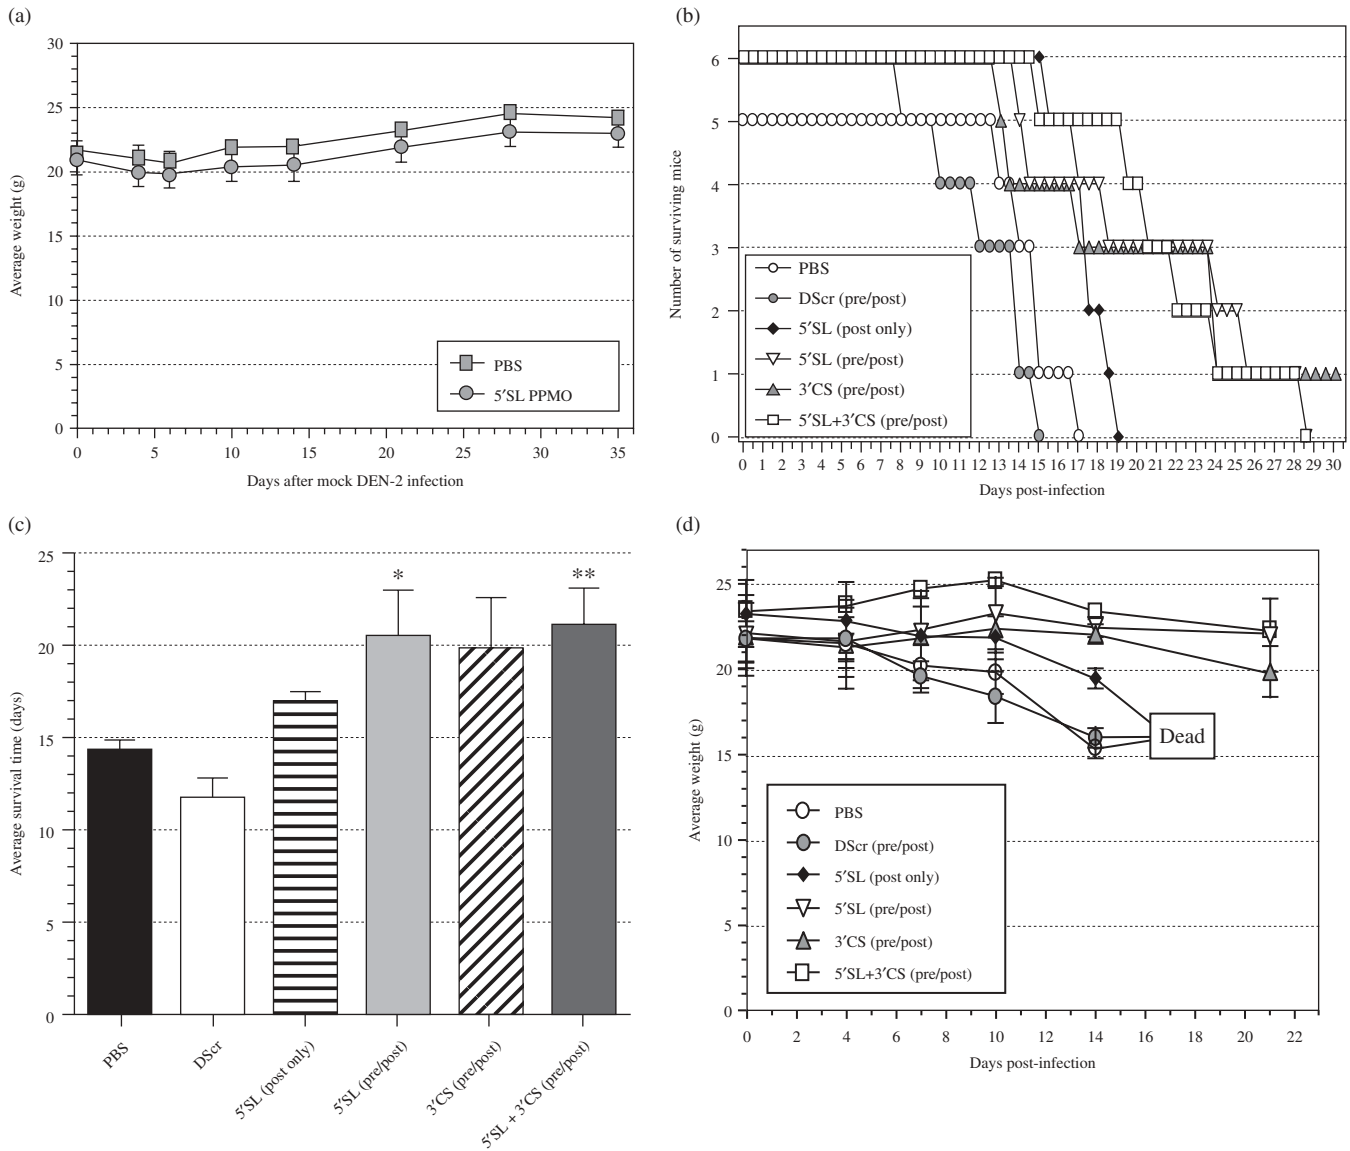 (a)
30
25
20
15
10
5
0
Average weight (g)
PBS
5′SL PPMO
0 5 10 15 20 25 30 35
Days after mock DEN-2 infection
(b)
6
5
4
3
2
1
0
Number of surviving mice
PBS
DScr (pre/post)
5′SL (post only)
5′SL (pre/post)
3′CS (pre/post)
5′SL+3′CS (pre/post)
0 1 2 3 4 5 6 7 8 9 10 11 12 13 14 15 16 17 18 19 20 21 22 23 24 25 26 27 28 29 30
Days post-infection
(c)
25
20
15
10
5
0
Average survival time (days)
*
**
PBS
DScr
5′SL (post only)
5′SL (pre/post)
3′CS (pre/post)
5′SL + 3′CS (pre/post)
(d)
25
20
15
10
5
0
Average weight (g)
Dead
PBS
DScr (pre/post)
5′SL (post only)
5′SL (pre/post)
3′CS (pre/post)
5′SL+3′CS (pre/post)
0 2 4 6 8 10 12 14 16 18 20 22
Days post-infection